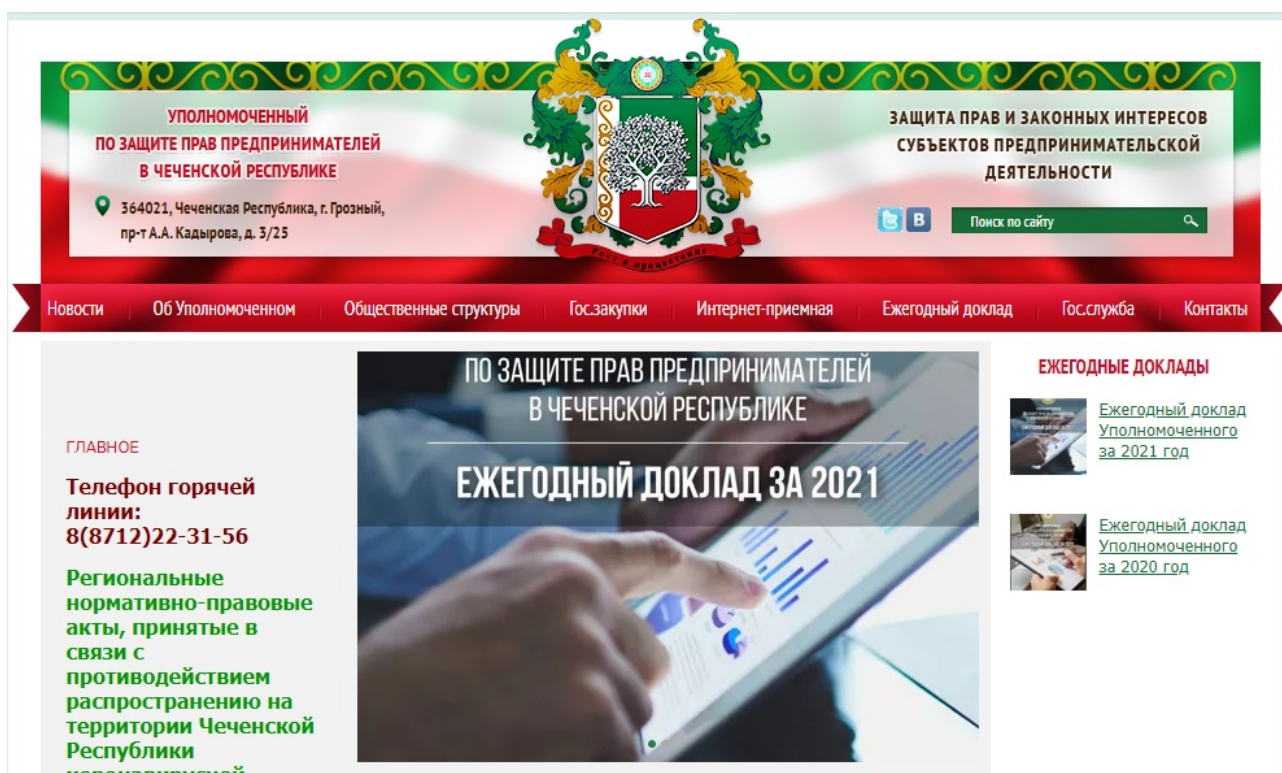 УПОЛНОМОЧЕННЫЙ
ПО ЗАЩИТЕ ПРАВ ПРЕДПРИНИМАТЕЛЕЙ
В ЧЕЧЕНСКОЙ РЕСПУБЛИКЕ
364021, Чеченская Республика, г. Грозный,
пр-т А.А. Кадырова, д. 3/25
Рост и процветание
ЗАЩИТА ПРАВ И ЗАКОННЫХ ИНТЕРЕСОВ
СУБЪЕКТОВ ПРЕДПРИНИМАТЕЛЬСКОЙ
ДЕЯТЕЛЬНОСТИ
Поиск по сайту
Новости Об Уполномоченном Общественные структуры Гос.закупки Интернет-приемная Ежегодный доклад Гос.служба Контакты
ГЛАВНОЕ
Телефон горячей
линии:
8(8712)22-31-56
Региональные
нормативно-правовые
акты, принятые в
связи с
противодействием
распространению на
территории Чеченской
Республики
ПО ЗАЩИТЕ ПРАВ ПРЕДПРИНИМАТЕЛЕЙ
В ЧЕЧЕНСКОЙ РЕСПУБЛИКЕ
ЕЖЕГОДНЫЙ ДОКЛАД ЗА 2021
ЕЖЕГОДНЫЕ ДОКЛАДЫ
Ежегодный доклад
Уполномоченного
за 2021 год
Ежегодный доклад
Уполномоченного
за 2020 год